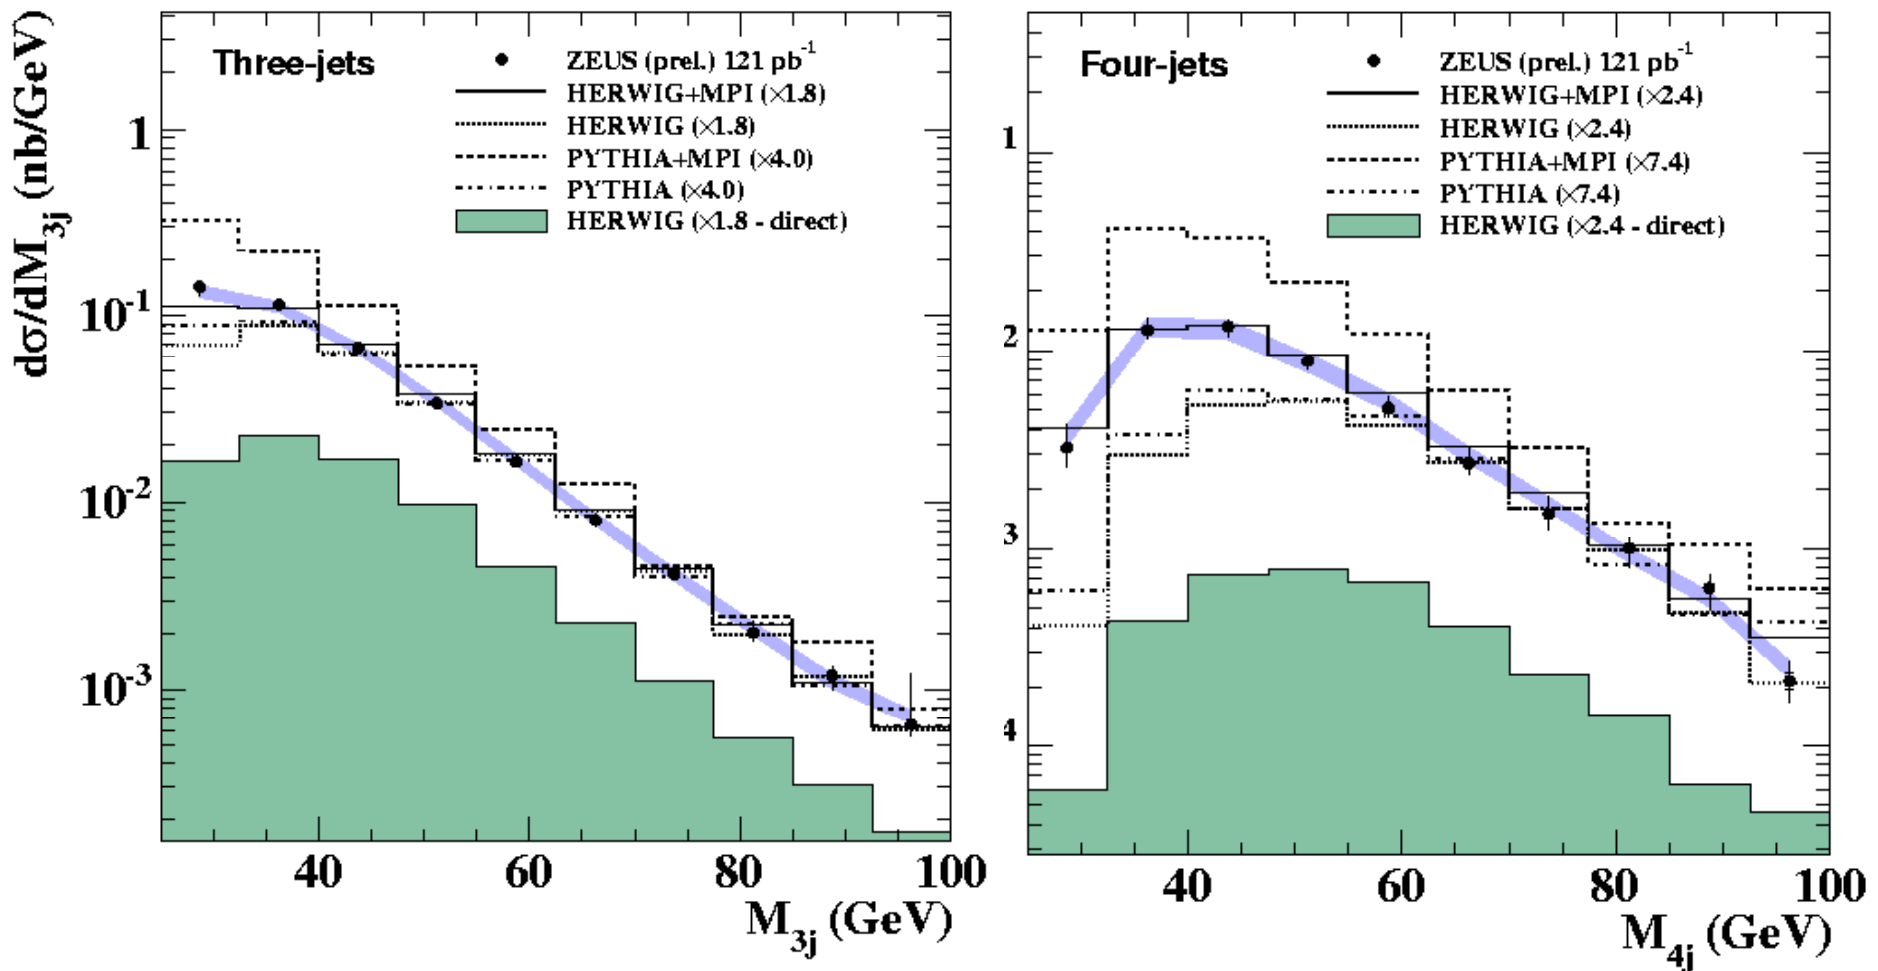 Three-jets
ZEUS (prel.) 121 pb-1
HERWIG+MPI (×1.8)
HERWIG (×1.8)
PYTHIA+MPI (×4.0)
PYTHIA (×4.0)
HERWIG (×1.8 - direct)
dσ/dM3j (nb/GeV)
1
10-1
10-2
10-3
40 60 80 100
M3j (GeV)
Four-jets
ZEUS (prel.) 121 pb-1
HERWIG+MPI (×2.4)
HERWIG (×2.4)
PYTHIA+MPI (×7.4)
PYTHIA (×7.4)
HERWIG (×2.4 - direct)
1
2
3
4
40 60 80 100
M4j (GeV)